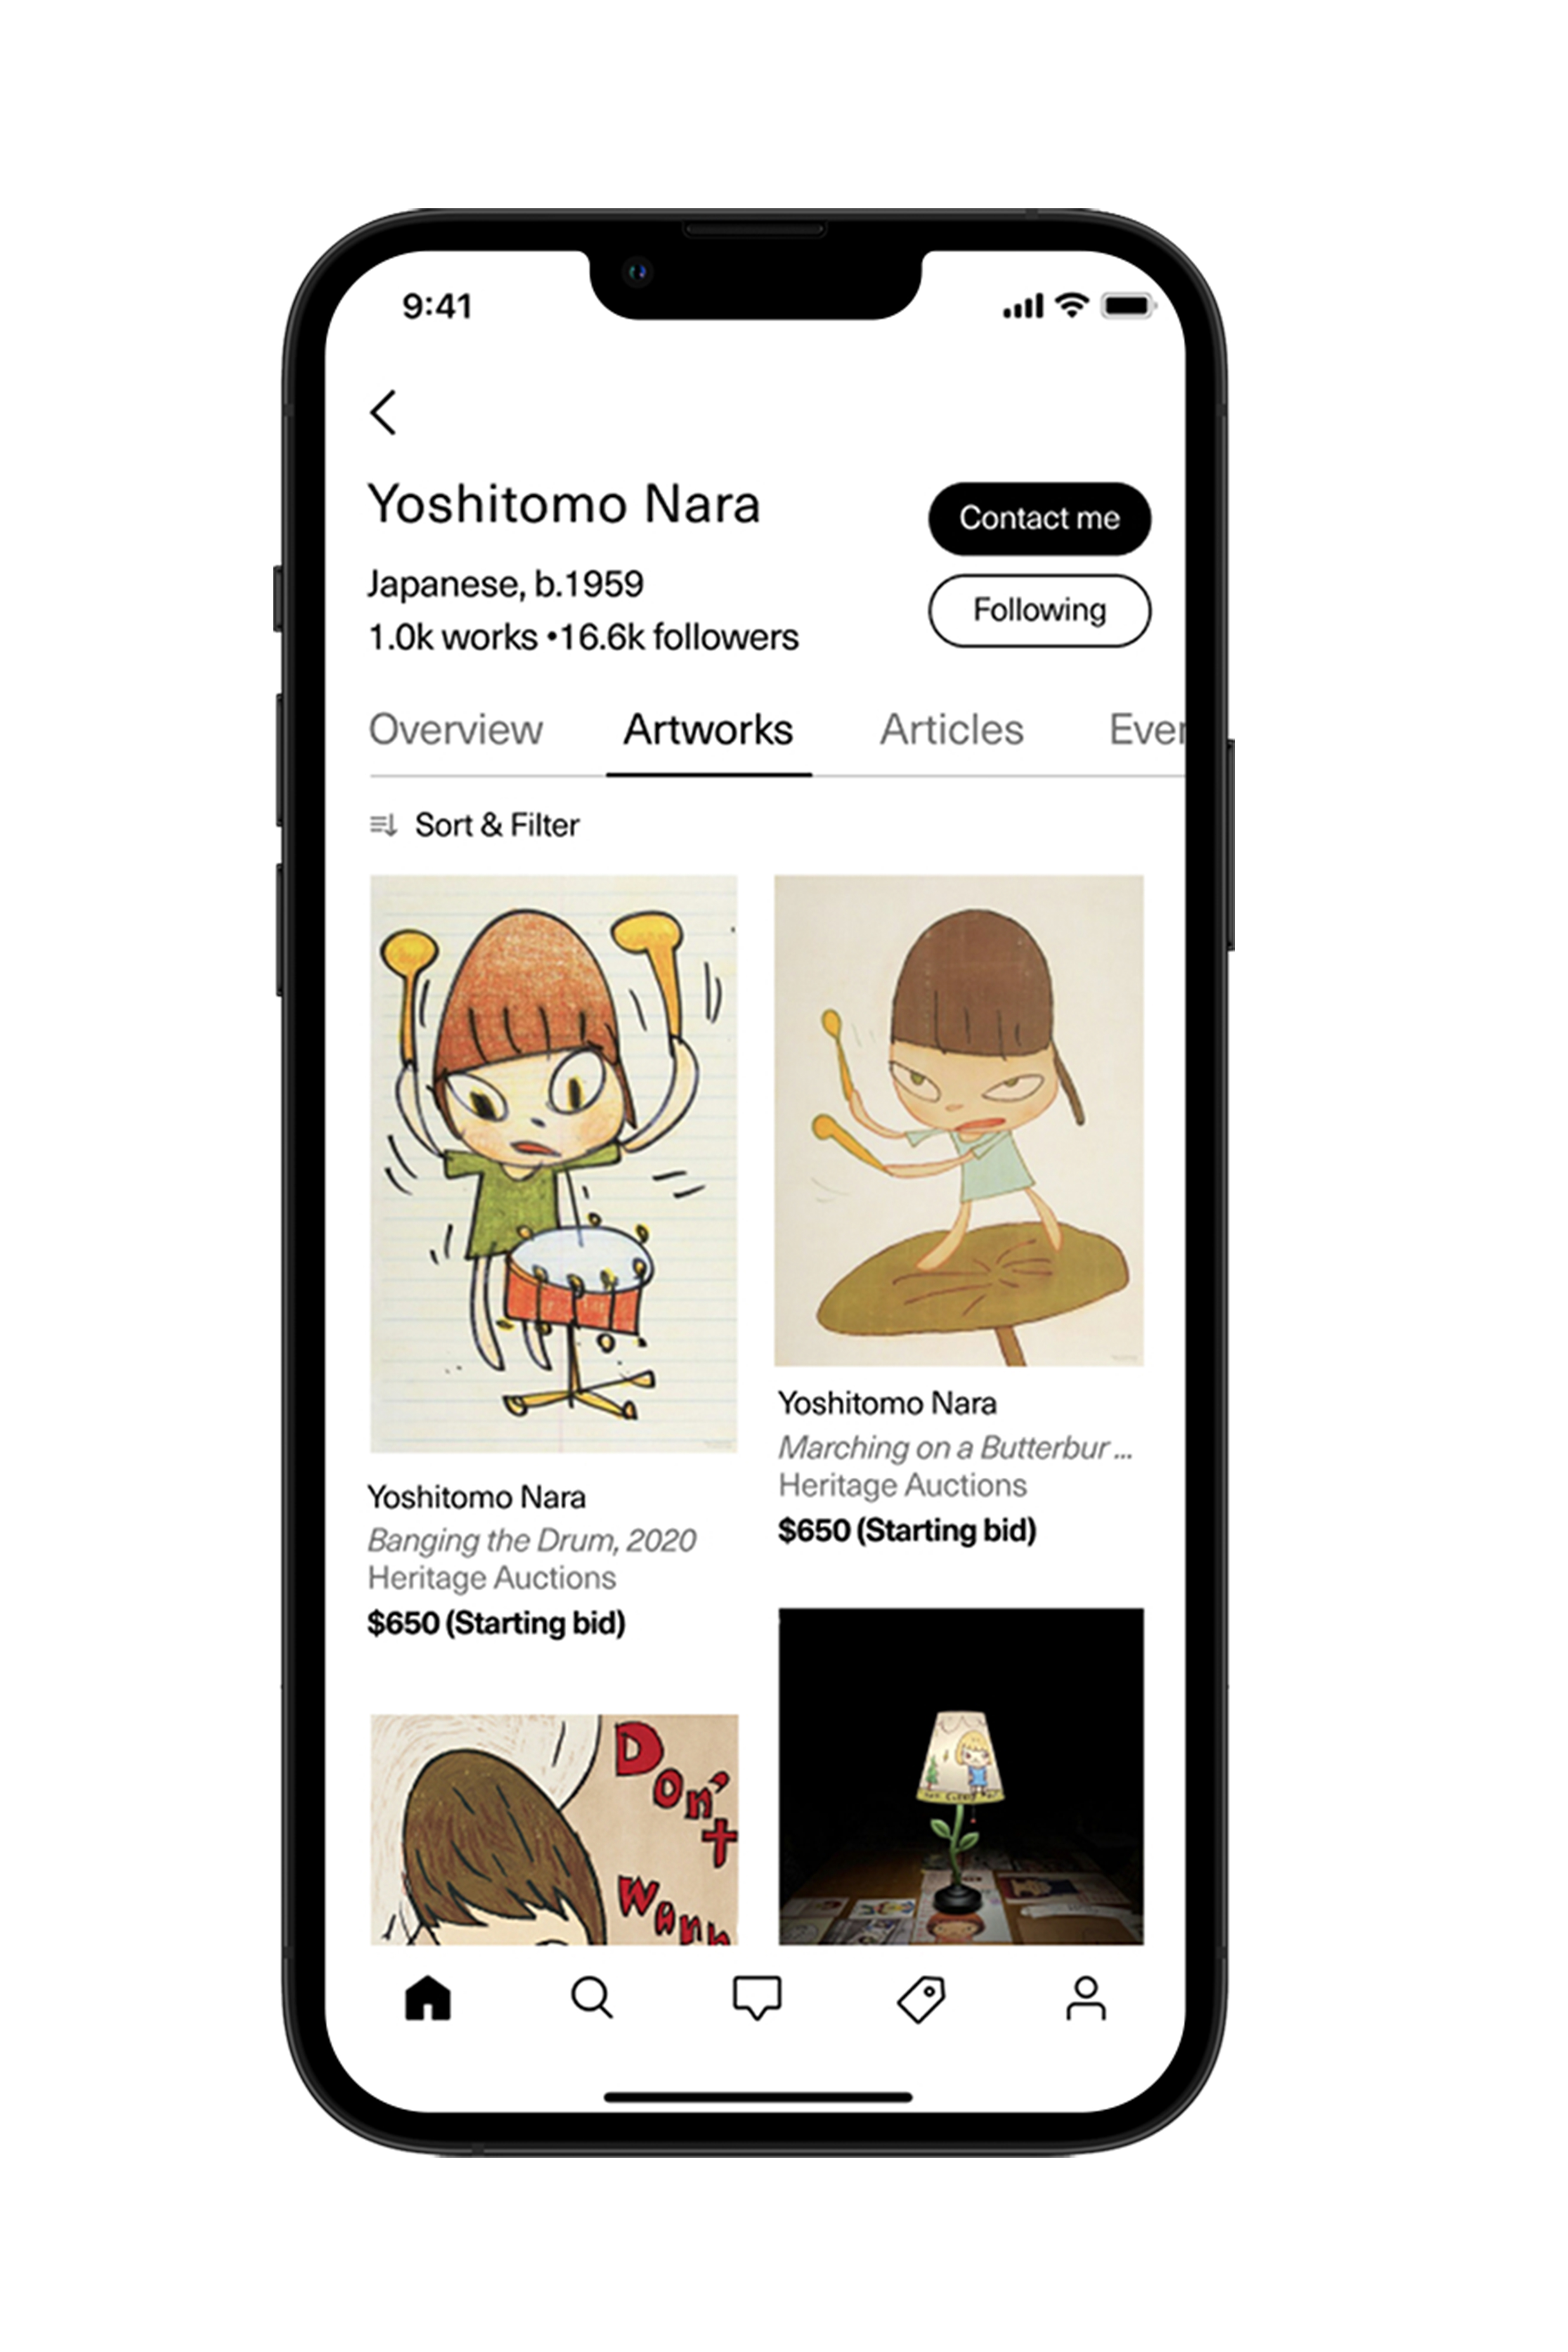 9:41
Yoshitomo Nara
Contact me
Japanese, b.1959
Following
1.0k works •16.6k followers
Overview
Artworks
Articles
Sort & Filter
Yoshitomo Nara
Banging the Drum, 2020
Heritage Auctions
$650 (Starting bid)
Yoshitomo Nara
Marching on a Butterbur ...
Heritage Auctions
$650 (Starting bid)
Don't